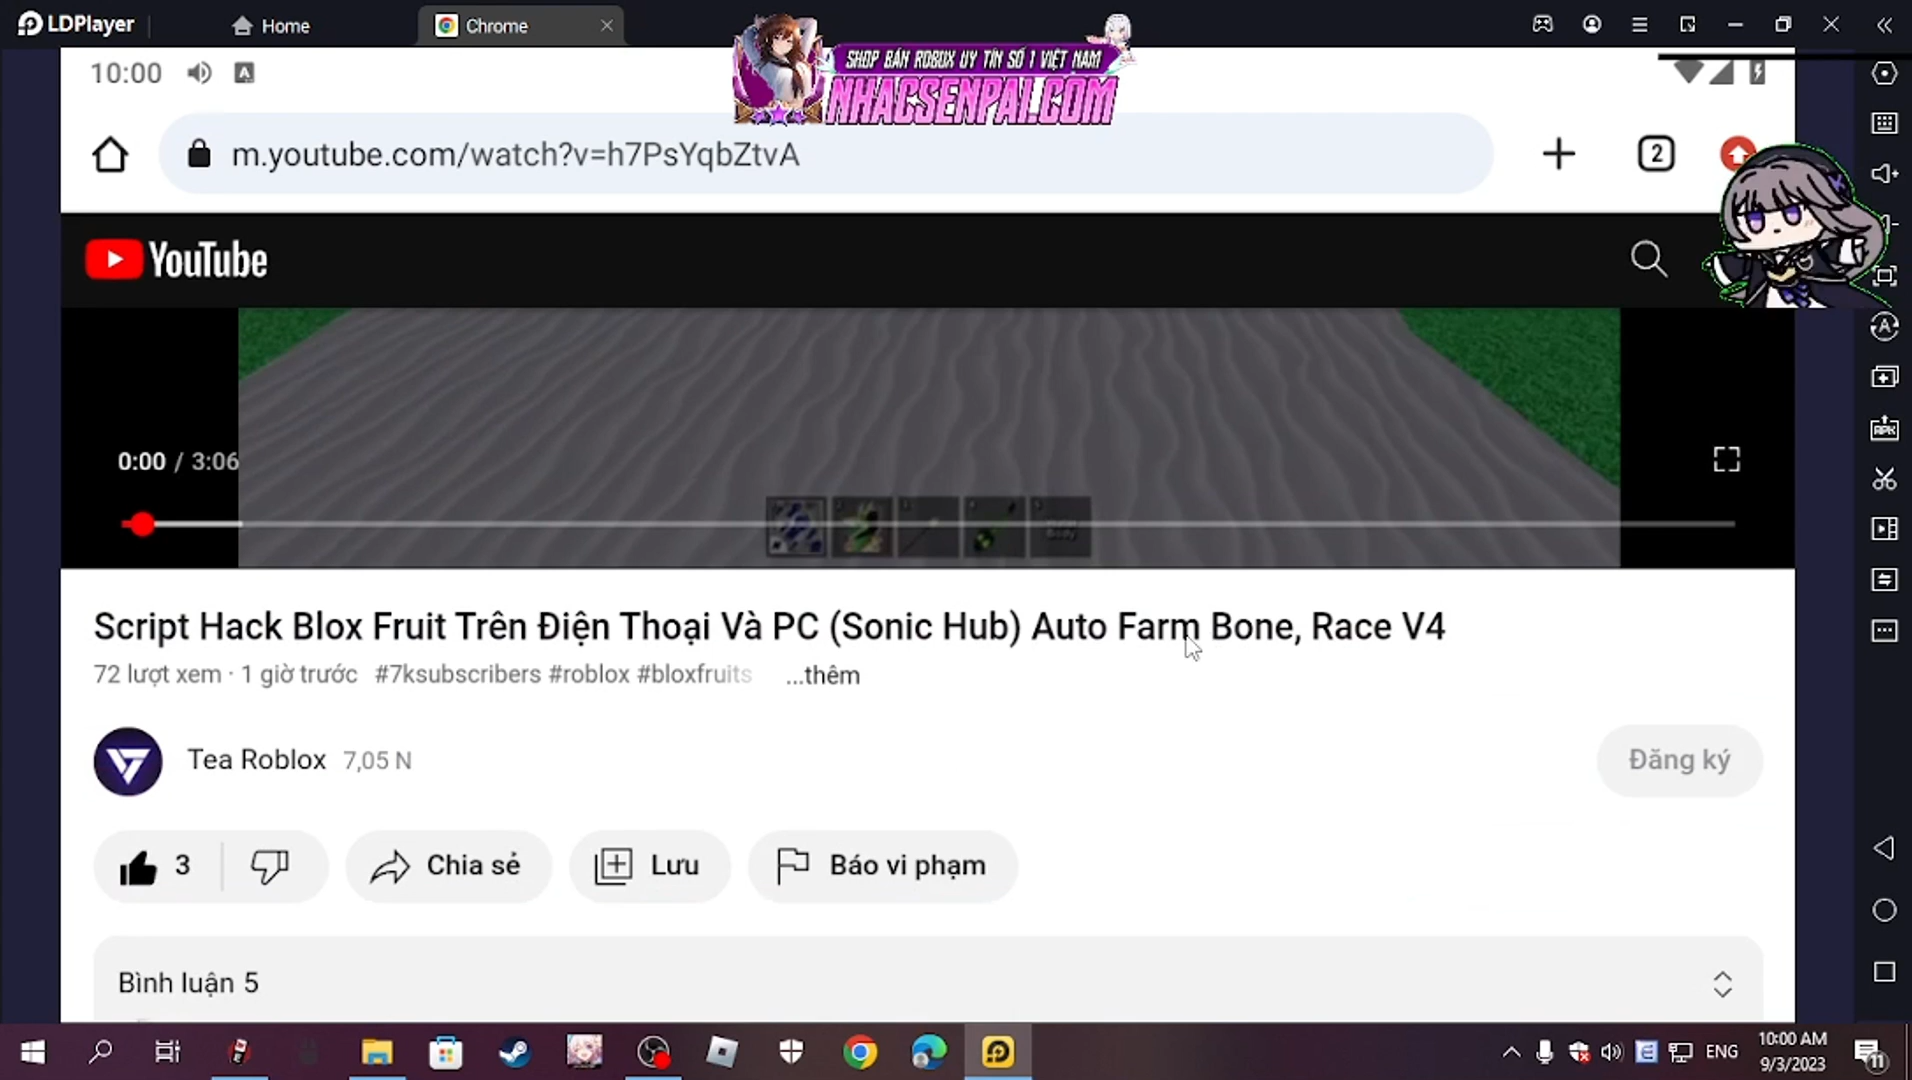 LDPlayer
Home
Chrome
SHOP BÁN ROBUX UY TÍN SỐ 1 VIỆT NAM
NHACSENPAI.COM
10:00
A
m.youtube.com/watch?v=h7PsYqbZtvA
2
YouTube
0:00 / 3:06
Script Hack Blox Fruit Trên Điện Thoại Và PC (Sonic Hub) Auto Farm Bone, Race V4
72 lượt xem · 1 giờ trước #7ksubscribers #roblox #bloxfruits ...thêm
Tea Roblox 7,05 N
Đăng ký
3
Chia sẻ
Lưu
Báo vi phạm
Bình luận 5
A
APK
ENG
10:00 AM
9/3/2023
11